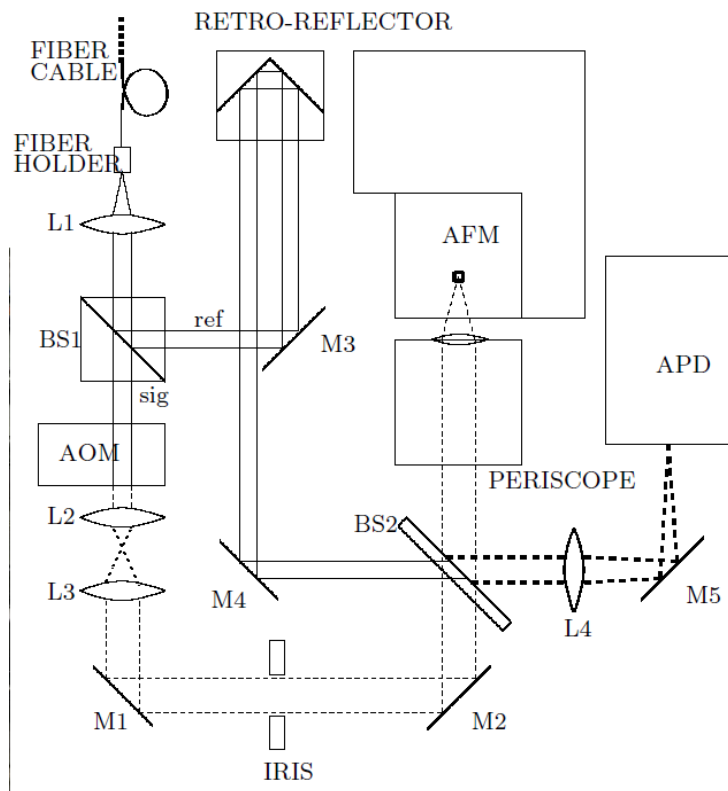 RETRO-REFLECTOR
FIBER
CABLE
FIBER
HOLDER
L1
AFM
ref
BS1
M3
APD
sig
AOM
PERISCOPE
L2
BS2
L3
M4
M5
L4
M1
M2
IRIS